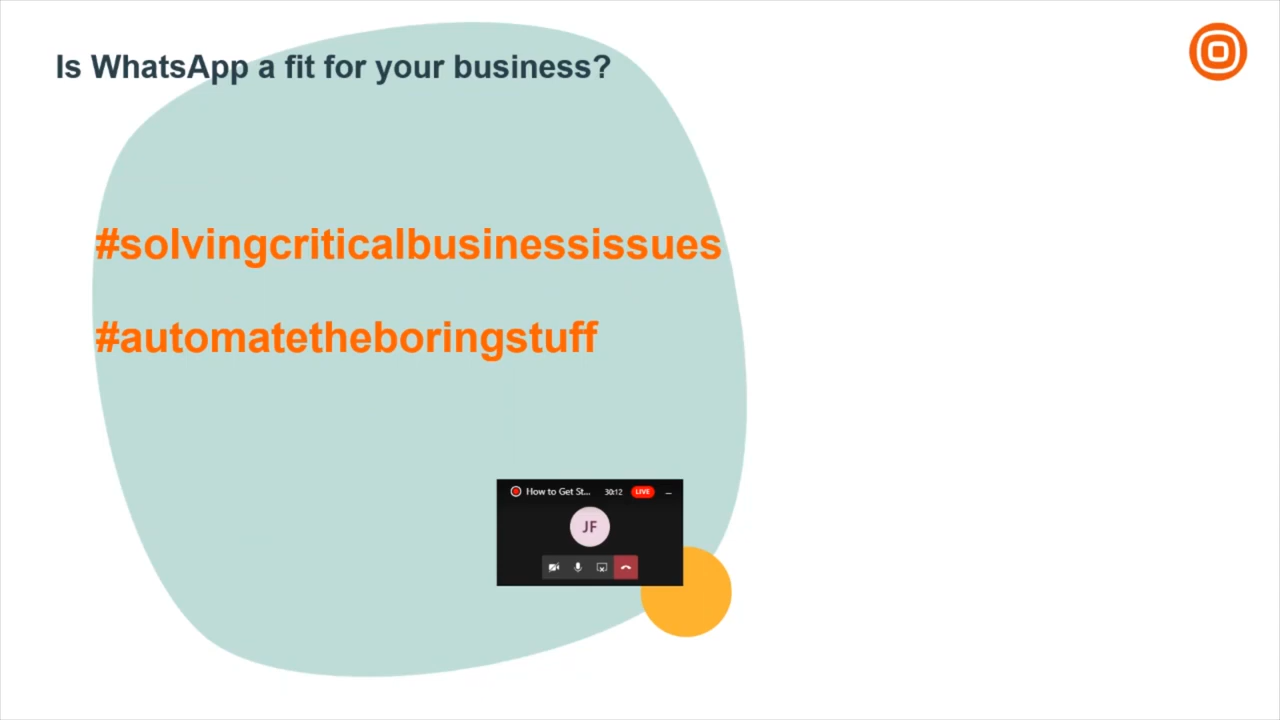 Is WhatsApp a fit for your business?
#solvingcriticalbusinessissues
#automatetheboringstuff
How to Get St... 30:12 LIVE
JF